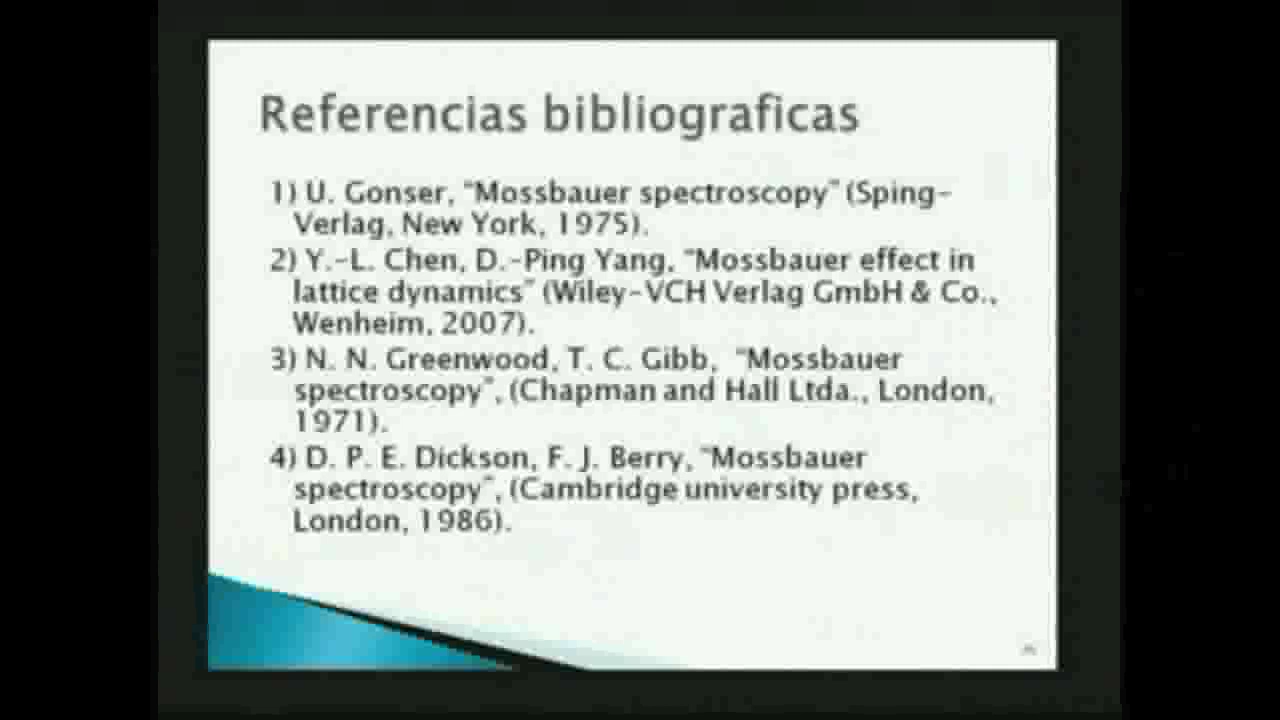 Referencias bibliograficas
1) U. Gonser, "Mossbauer spectroscopy" (Sping-
Verlag, New York, 1975).
2) Y.-L. Chen, D.-Ping Yang, "Mossbauer effect in
lattice dynamics" (Wiley-VCH Verlag GmbH & Co.,
Wenheim, 2007).
3) N. N. Greenwood, T. C. Gibb, "Mossbauer
spectroscopy", (Chapman and Hall Ltda., London,
1971).
4) D. P. E. Dickson, F. J. Berry, "Mossbauer
spectroscopy", (Cambridge university press,
London, 1986).